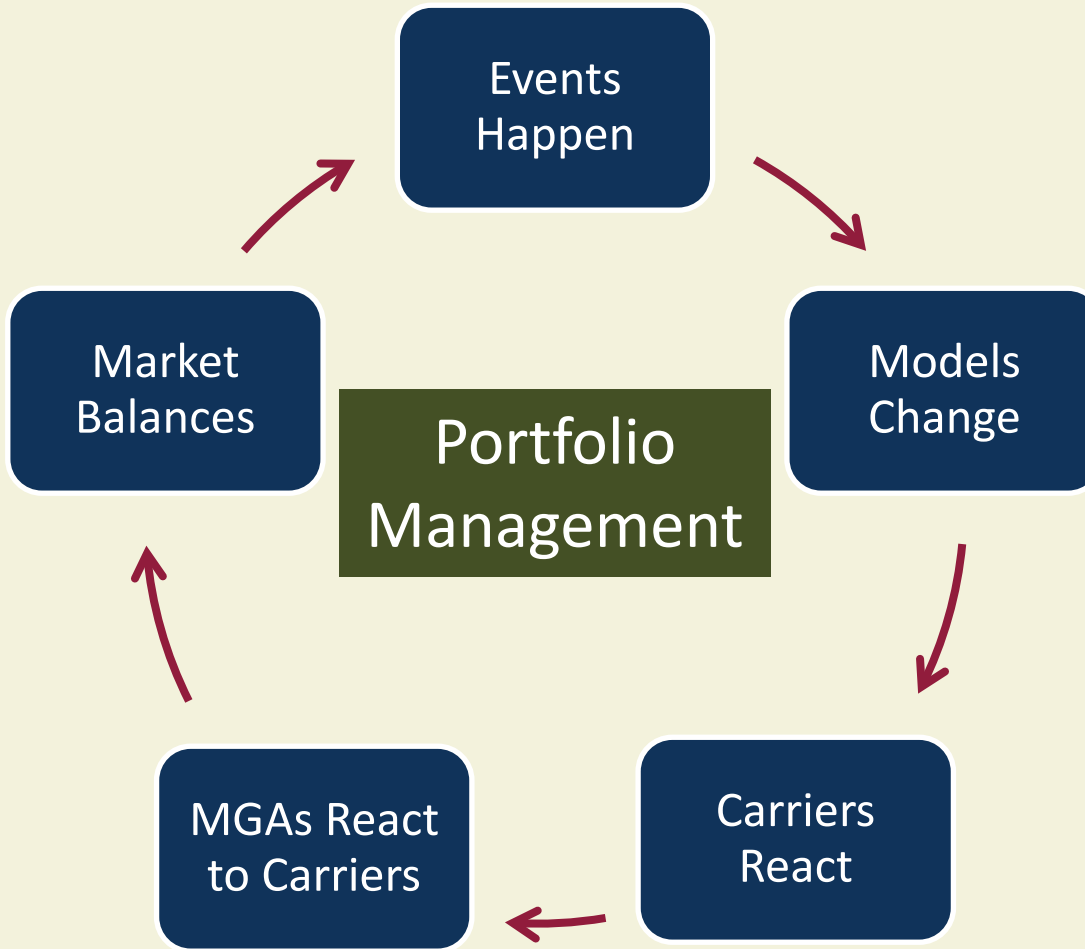 Events
Happen
Models
Change
Carriers
React
MGAs React
to Carriers
Market
Balances
Portfolio
Management